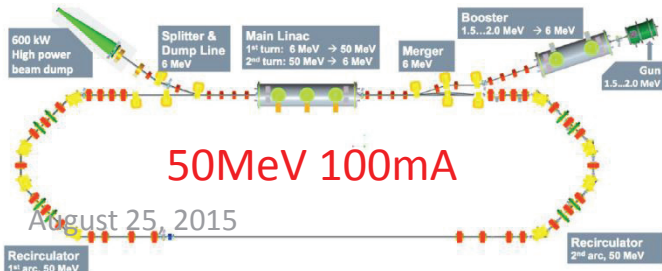 600 kW
High power
beam dump
Splitter &
Dump Line
6 MeV
Main Linac
1st turn: 6 MeV → 50 MeV
2nd turn: 50 MeV → 6 MeV
Merger
6 MeV
Booster
1.5...2.0 MeV → 6 MeV
Gun
1.5...2.0 MeV
50MeV 100mA
August 25, 2015
Recirculator
1st arc, 50 MeV
Recirculator
2nd arc, 50 MeV